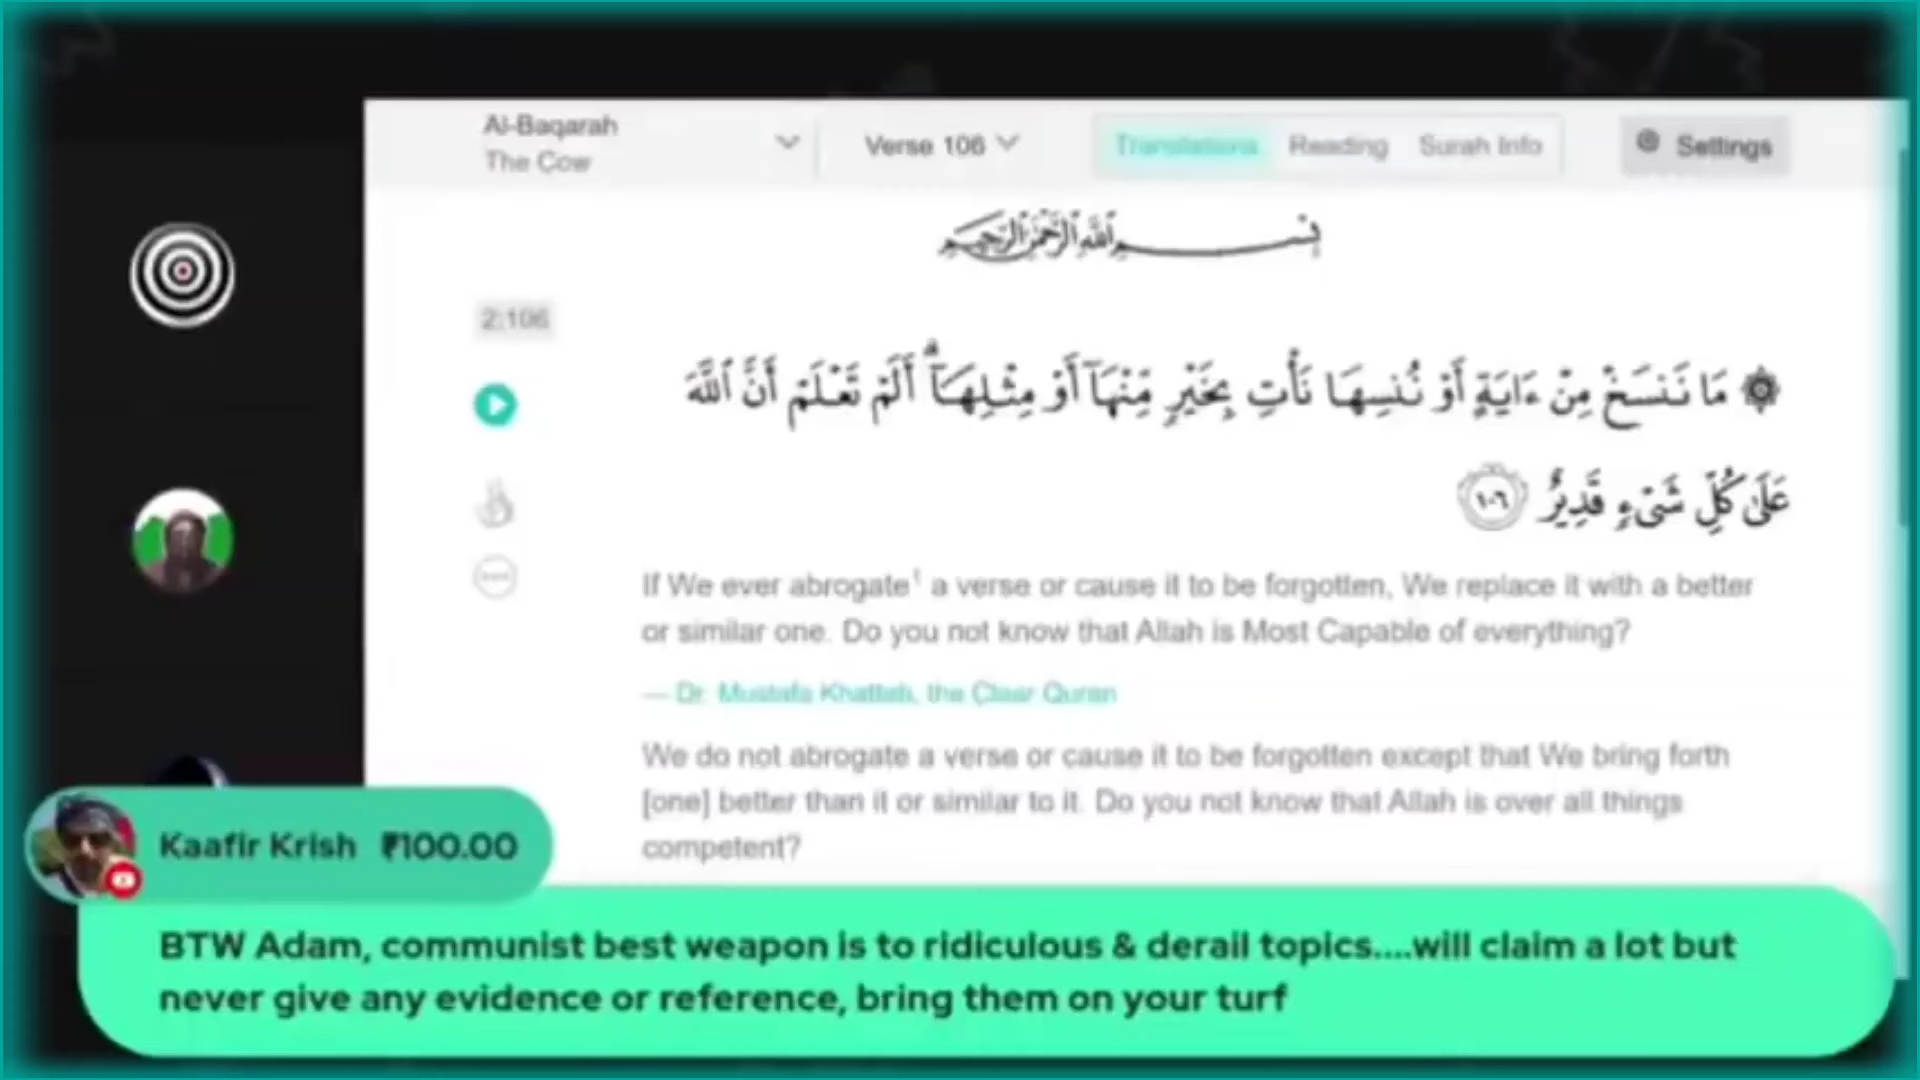 Al-Baqarah
The Cow
Verse 106
Translations
Reading
Surah Info
Settings
بِسْمِ ٱللَّهِ ٱلرَّحْمَٰنِ ٱلرَّحِيمِ
2:106
۞ مَا نَنسَخْ مِنْ ءَايَةٍ أَوْ نُنسِهَا نَأْتِ بِخَيْرٍ مِّنْهَآ أَوْ مِثْلِهَآ ۗ أَلَمْ تَعْلَمْ أَنَّ ٱللَّهَ
عَلَىٰ كُلِّ شَىْءٍ قَدِيرٌ ١٠٦
If We ever abrogate¹ a verse or cause it to be forgotten, We replace it with a better
or similar one. Do you not know that Allah is Most Capable of everything?
— Dr. Mustafa Khattab, the Clear Quran
We do not abrogate a verse or cause it to be forgotten except that We bring forth
[one] better than it or similar to it. Do you not know that Allah is over all things
competent?
Kaafir Krish ₹100.00
BTW Adam, communist best weapon is to ridiculous & derail topics....will claim a lot but
never give any evidence or reference, bring them on your turf